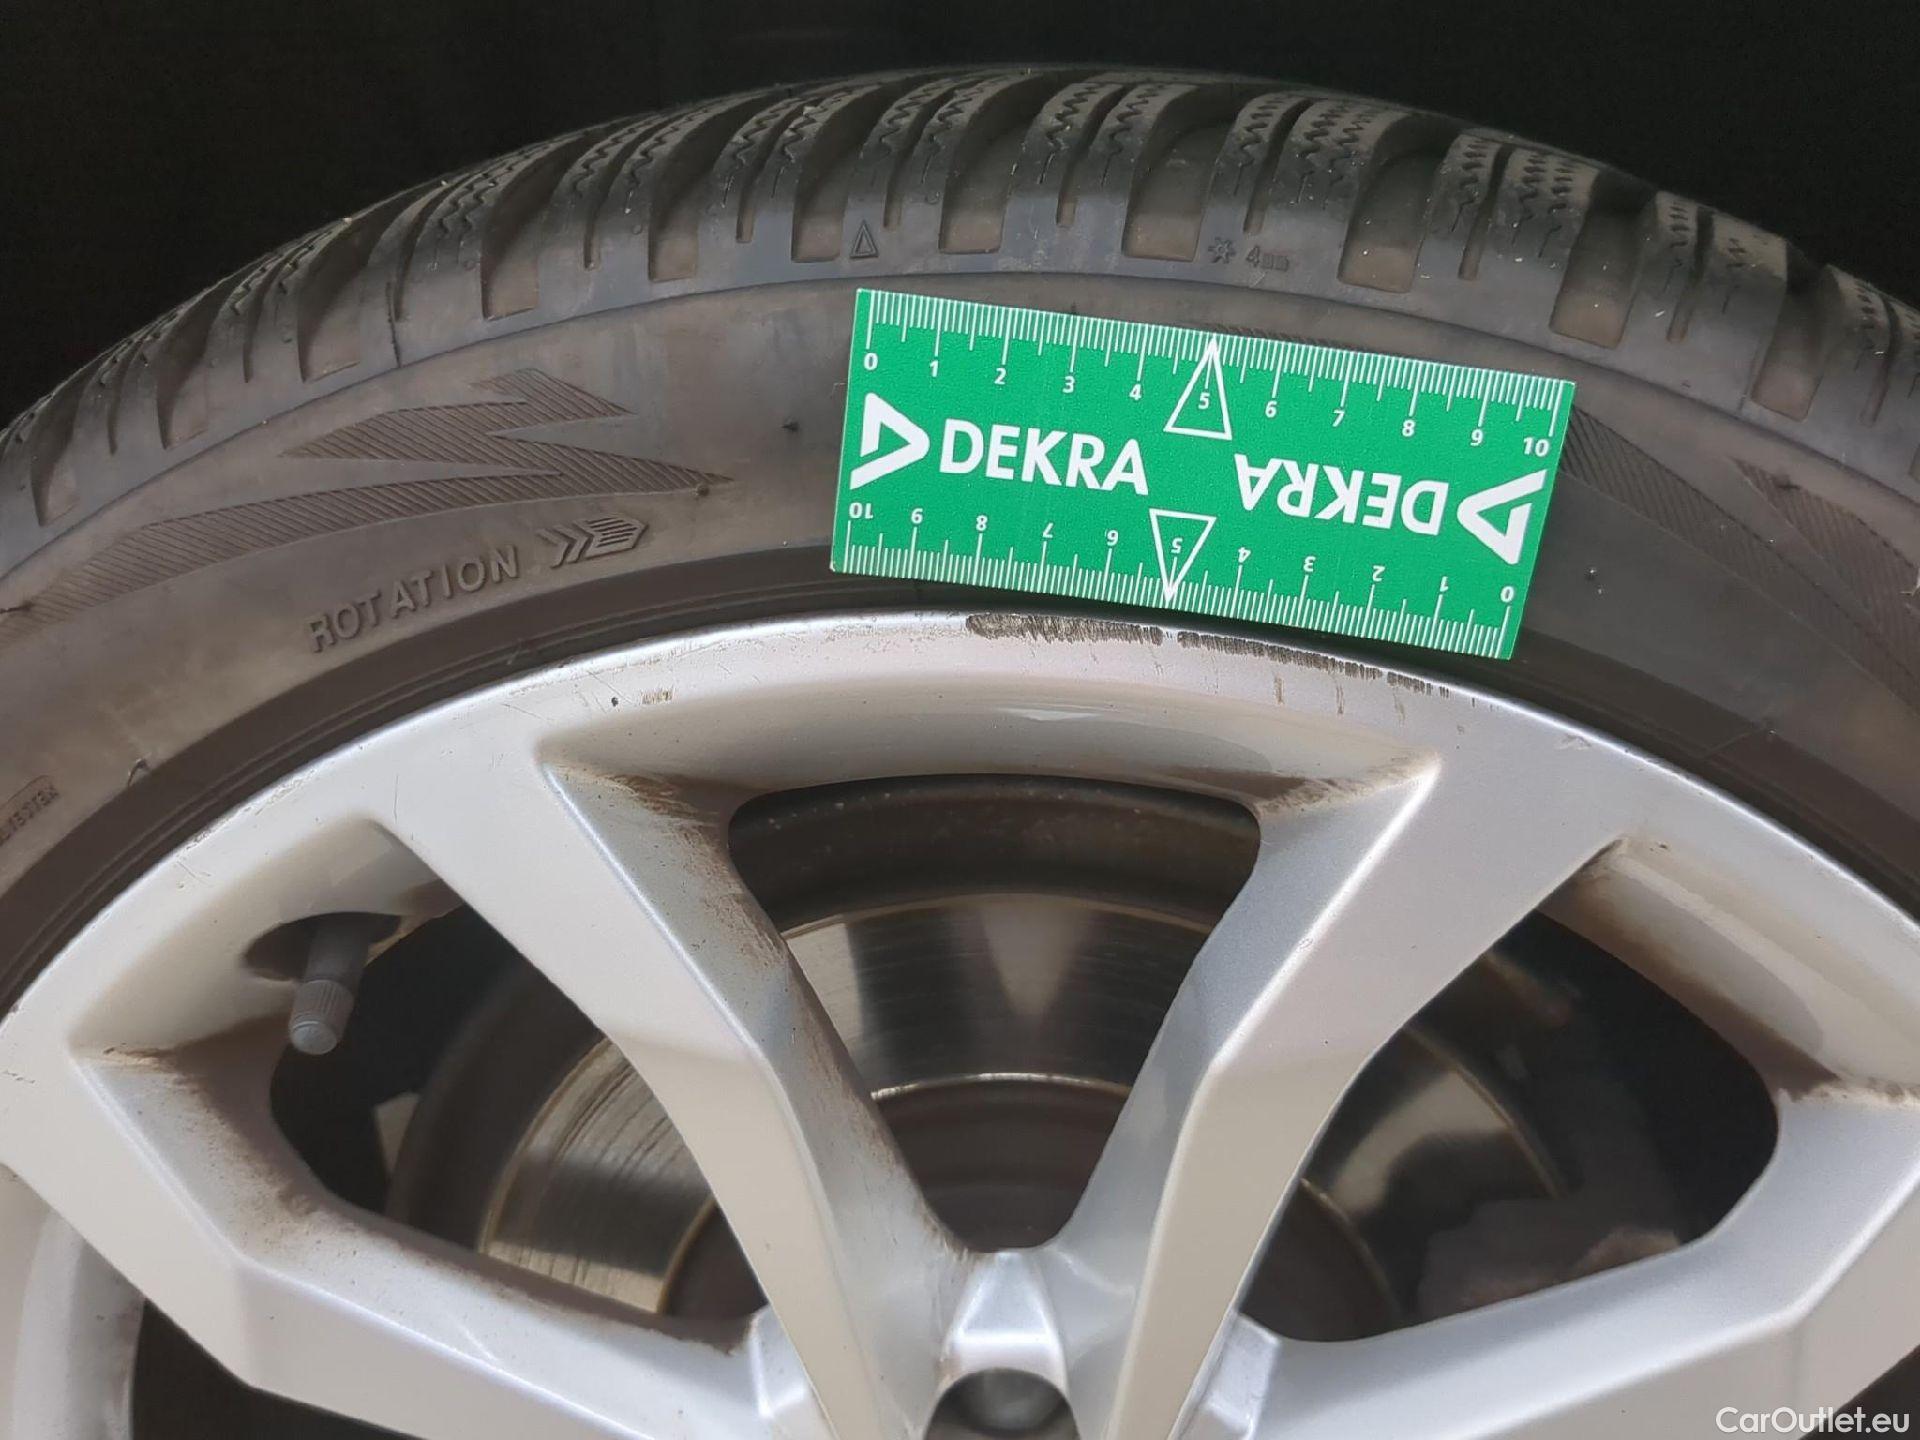 4mm
0 1 2 3 4 5 6 7 8 9 10
DEKRA DEKRA
10 9 8 7 6 5 4 3 2 1 0
ROTATION
CarOutlet.eu